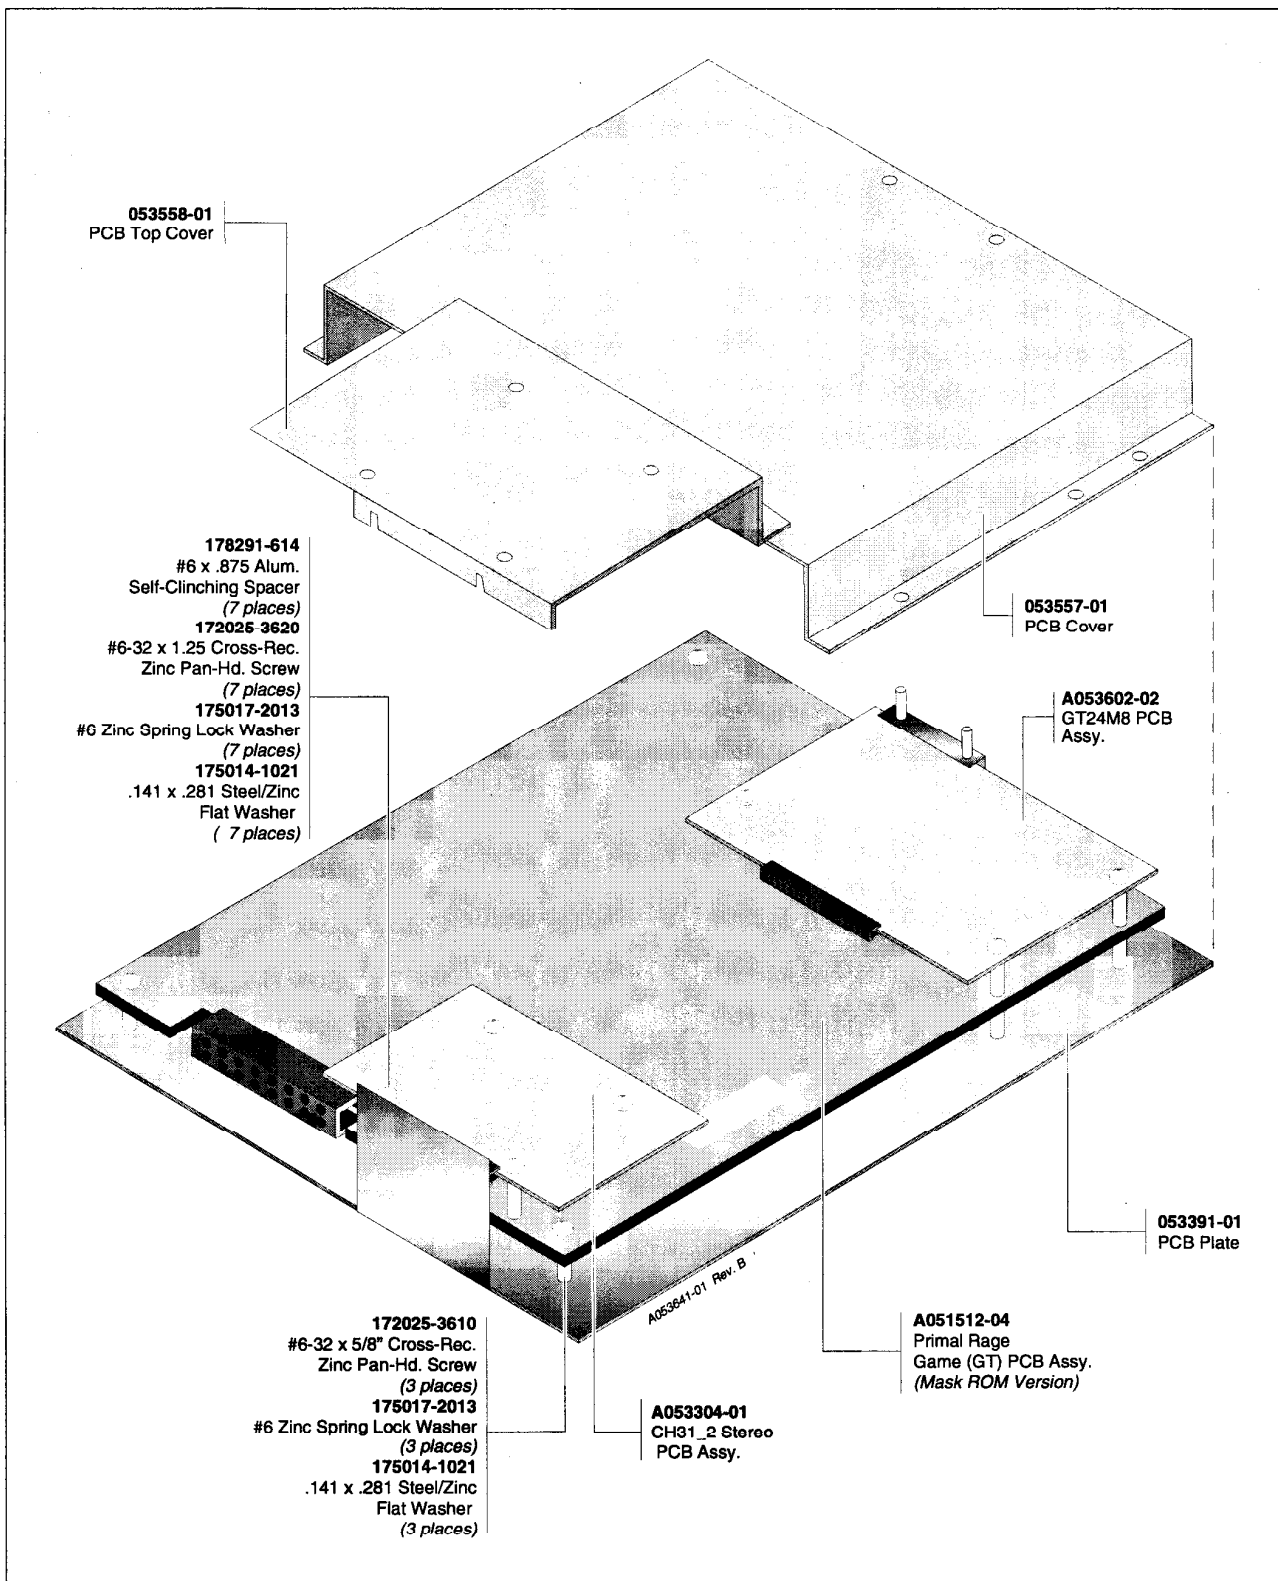 053558-01
PCB Top Cover
178291-614
#6 x .875 Alum.
Self-Clinching Spacer
(7 places)
172025-3620
#6-32 x 1.25 Cross-Rec.
Zinc Pan-Hd. Screw
(7 places)
175017-2013
#6 Zinc Spring Lock Washer
(7 places)
175014-1021
.141 x .281 Steel/Zinc
Flat Washer
( 7 places)
053557-01
PCB Cover
A053602-02
GT24M8 PCB
Assy.
053391-01
PCB Plate
A053641-01 Rev. B
172025-3610
#6-32 x 5/8" Cross-Rec.
Zinc Pan-Hd. Screw
(3 places)
175017-2013
#6 Zinc Spring Lock Washer
(3 places)
175014-1021
.141 x .281 Steel/Zinc
Flat Washer
(3 places)
A053304-01
CH31_2 Stereo
PCB Assy.
A051512-04
Primal Rage
Game (GT) PCB Assy.
(Mask ROM Version)